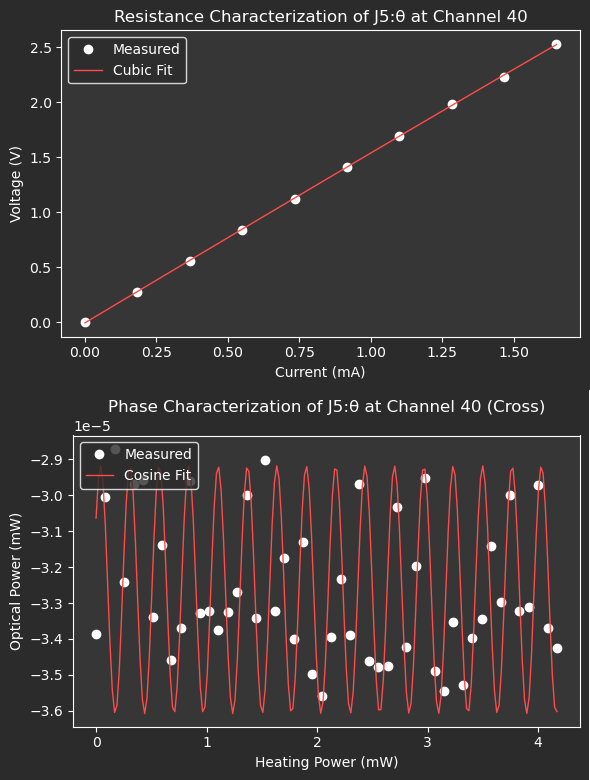 Resistance Characterization of J5:θ at Channel 40
Measured
Cubic Fit
2.5
2.0
1.5
1.0
0.5
0.0
Voltage (V)
0.00 0.25 0.50 0.75 1.00 1.25 1.50
Current (mA)
Phase Characterization of J5:θ at Channel 40 (Cross)
1e−5
Measured
Cosine Fit
−2.9
−3.0
−3.1
−3.2
−3.3
−3.4
−3.5
−3.6
Optical Power (mW)
0 1 2 3 4
Heating Power (mW)